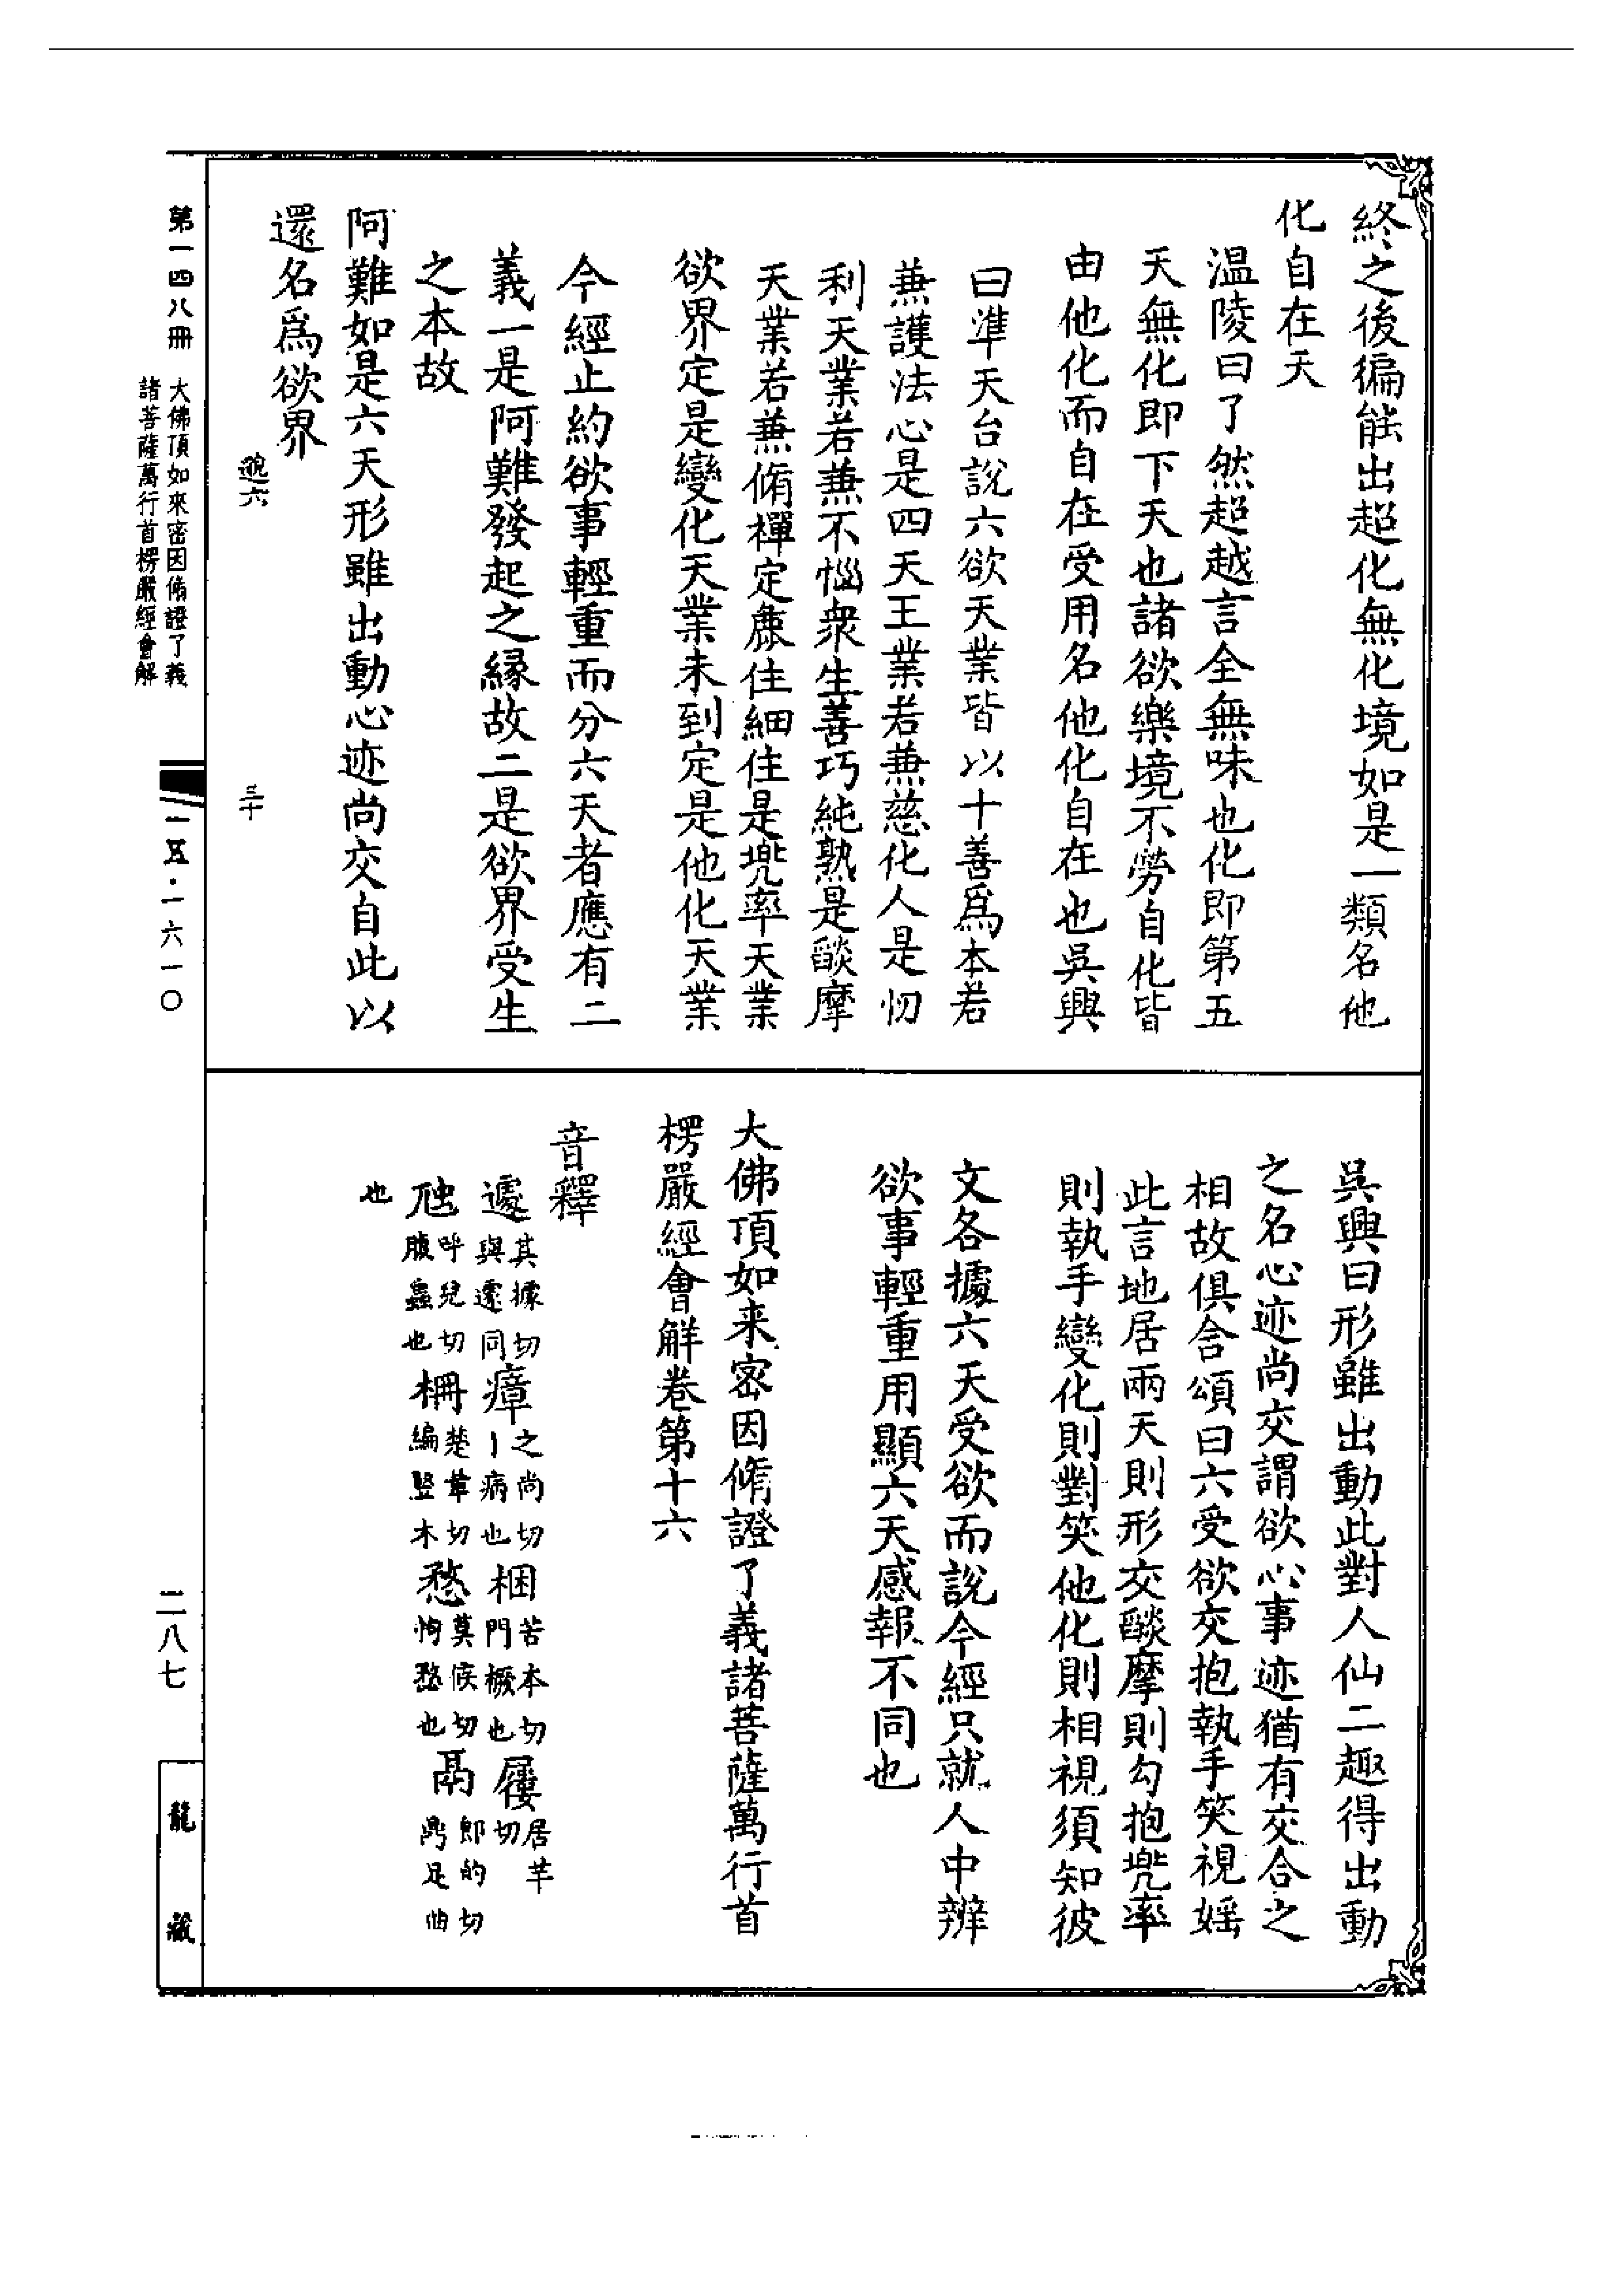 終之後徧能出超化無化境如是一類名他
化自在天
温陵曰了然超越言全無味也化即第五
天無化即下天也諸欲樂境不勞自化皆
由他化而自在受用名他化自在也吳興
曰準天台說六欲天業皆以十善爲本若
兼護法心是四天王業若兼慈化人是忉
利天業若兼不惱衆生善巧純熟是燄摩
天業若兼脩禪定麁住細住是兜率天業
欲界定是變化天業未到定是他化天業
今經止約欲事輕重而分六天者應有二
義一是阿難發起之緣故二是欲界受生
之本故
阿難如是六天形雖出動心迹尚交自此以
還名爲欲界
六
三十
吳興曰形雖出動此對人仙二趣得出動
之名心迹尚交謂欲心事迹猶有交合之
相故俱合頌曰六受欲交抱執手笑視婬
此言地居兩天則形交燄摩則勾抱兜率
則執手變化則對笑他化則相視須知彼
文各據六天受欲而說今經只就人中辨
欲事輕重用顯六天感報不同也
大佛頂如来密因脩證了義諸菩薩萬行首
楞嚴經會解卷第十六
音釋
遽其據切與遽同瘴之尚切丨病也梱苦本切門橛也屨居芊切
虺呼兒切腹蟲也柵楚革切編竪木愗莫候切怐愗也鬲郎的切鼎足曲
也
第一四八冊
大佛頂如來密因脩證了義
諸菩薩萬行首楞嚴經會解
一五·一六一〇
二八七
龍藏